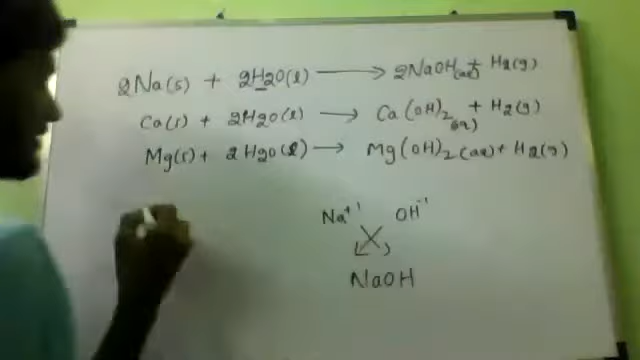 2Na(s) + 2H2O(l) → 2NaOH(aq) + H2(g)
Ca(s) + 2H2O(l) → Ca(OH)2(aq) + H2(g)
Mg(s) + 2H2O(l) → Mg(OH)2(aq) + H2(g)
Na+1 OH-1
NaOH